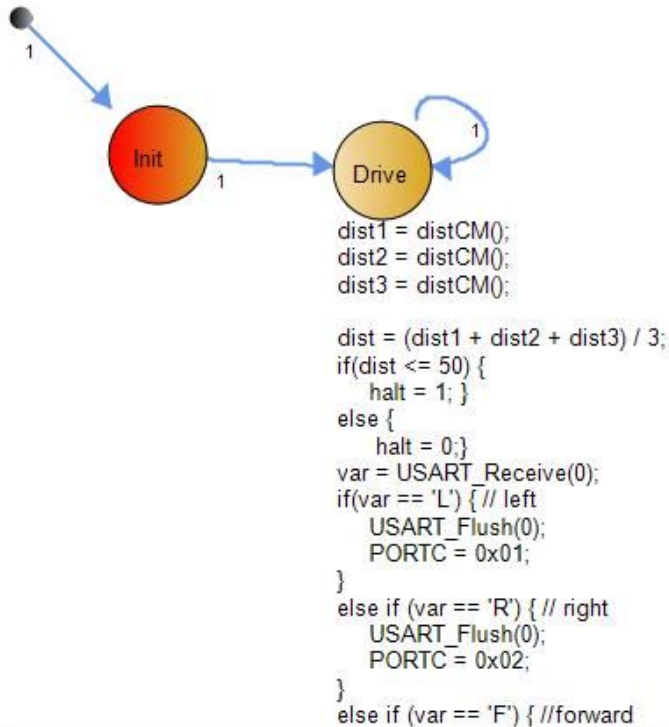 1
Init
1
Drive
1
dist1 = distCM();
dist2 = distCM();
dist3 = distCM();
dist = (dist1 + dist2 + dist3) / 3;
if(dist <= 50) {
halt = 1; }
else {
halt = 0;}
var = USART_Receive(0);
if(var == 'L') { // left
USART_Flush(0);
PORTC = 0x01;
}
else if (var == 'R') { // right
USART_Flush(0);
PORTC = 0x02;
}
else if (var == 'F') { //forward